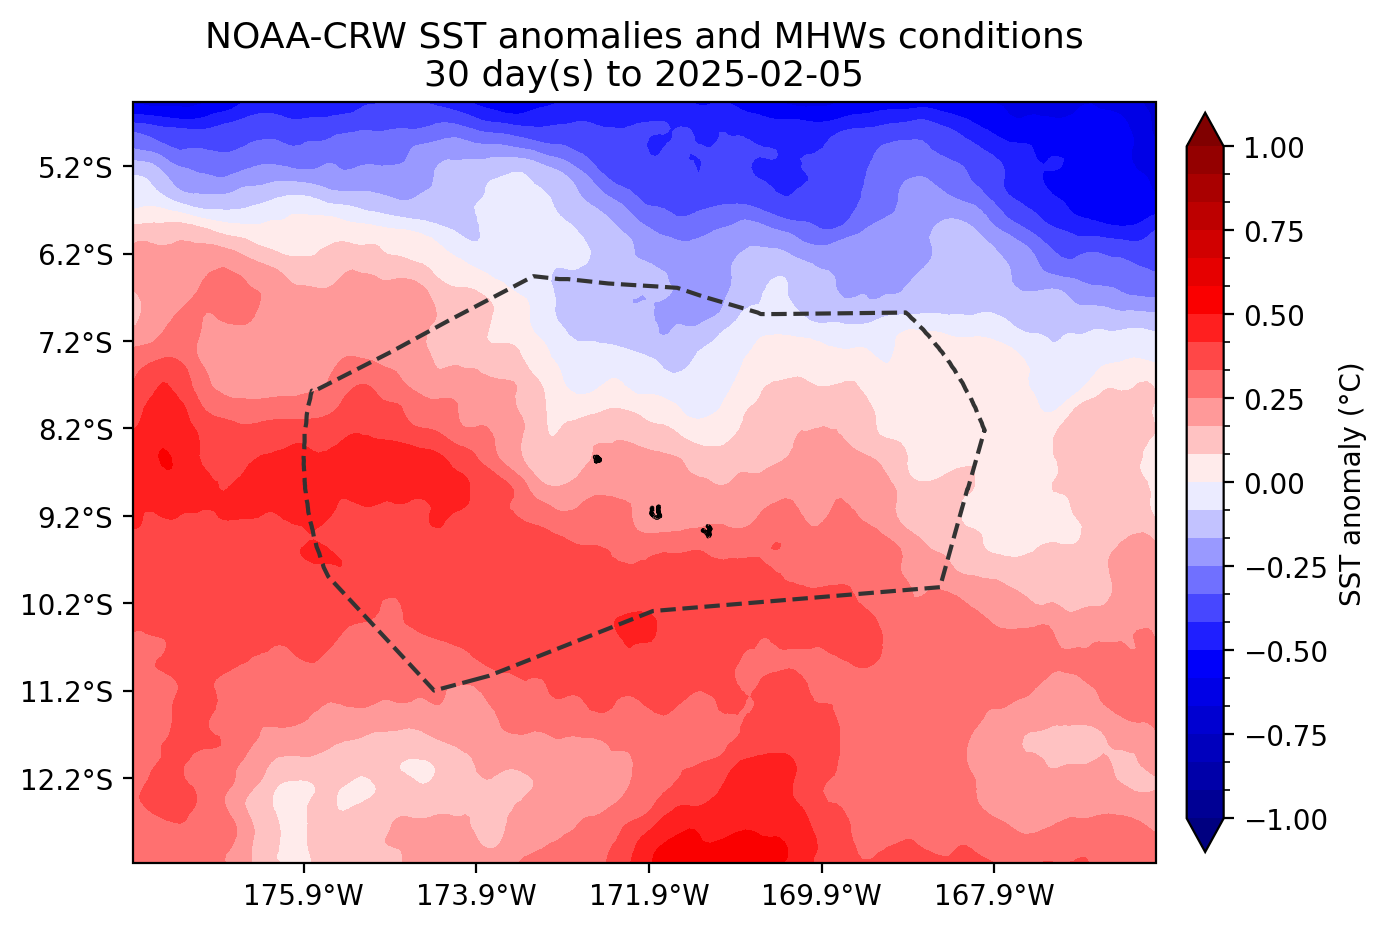 NOAA-CRW SST anomalies and MHWs conditions
30 day(s) to 2025-02-05
5.2°S
6.2°S
7.2°S
8.2°S
9.2°S
10.2°S
11.2°S
12.2°S
175.9°W
173.9°W
171.9°W
169.9°W
167.9°W
1.00
0.75
0.50
0.25
0.00
−0.25
−0.50
−0.75
−1.00
SST anomaly (°C)